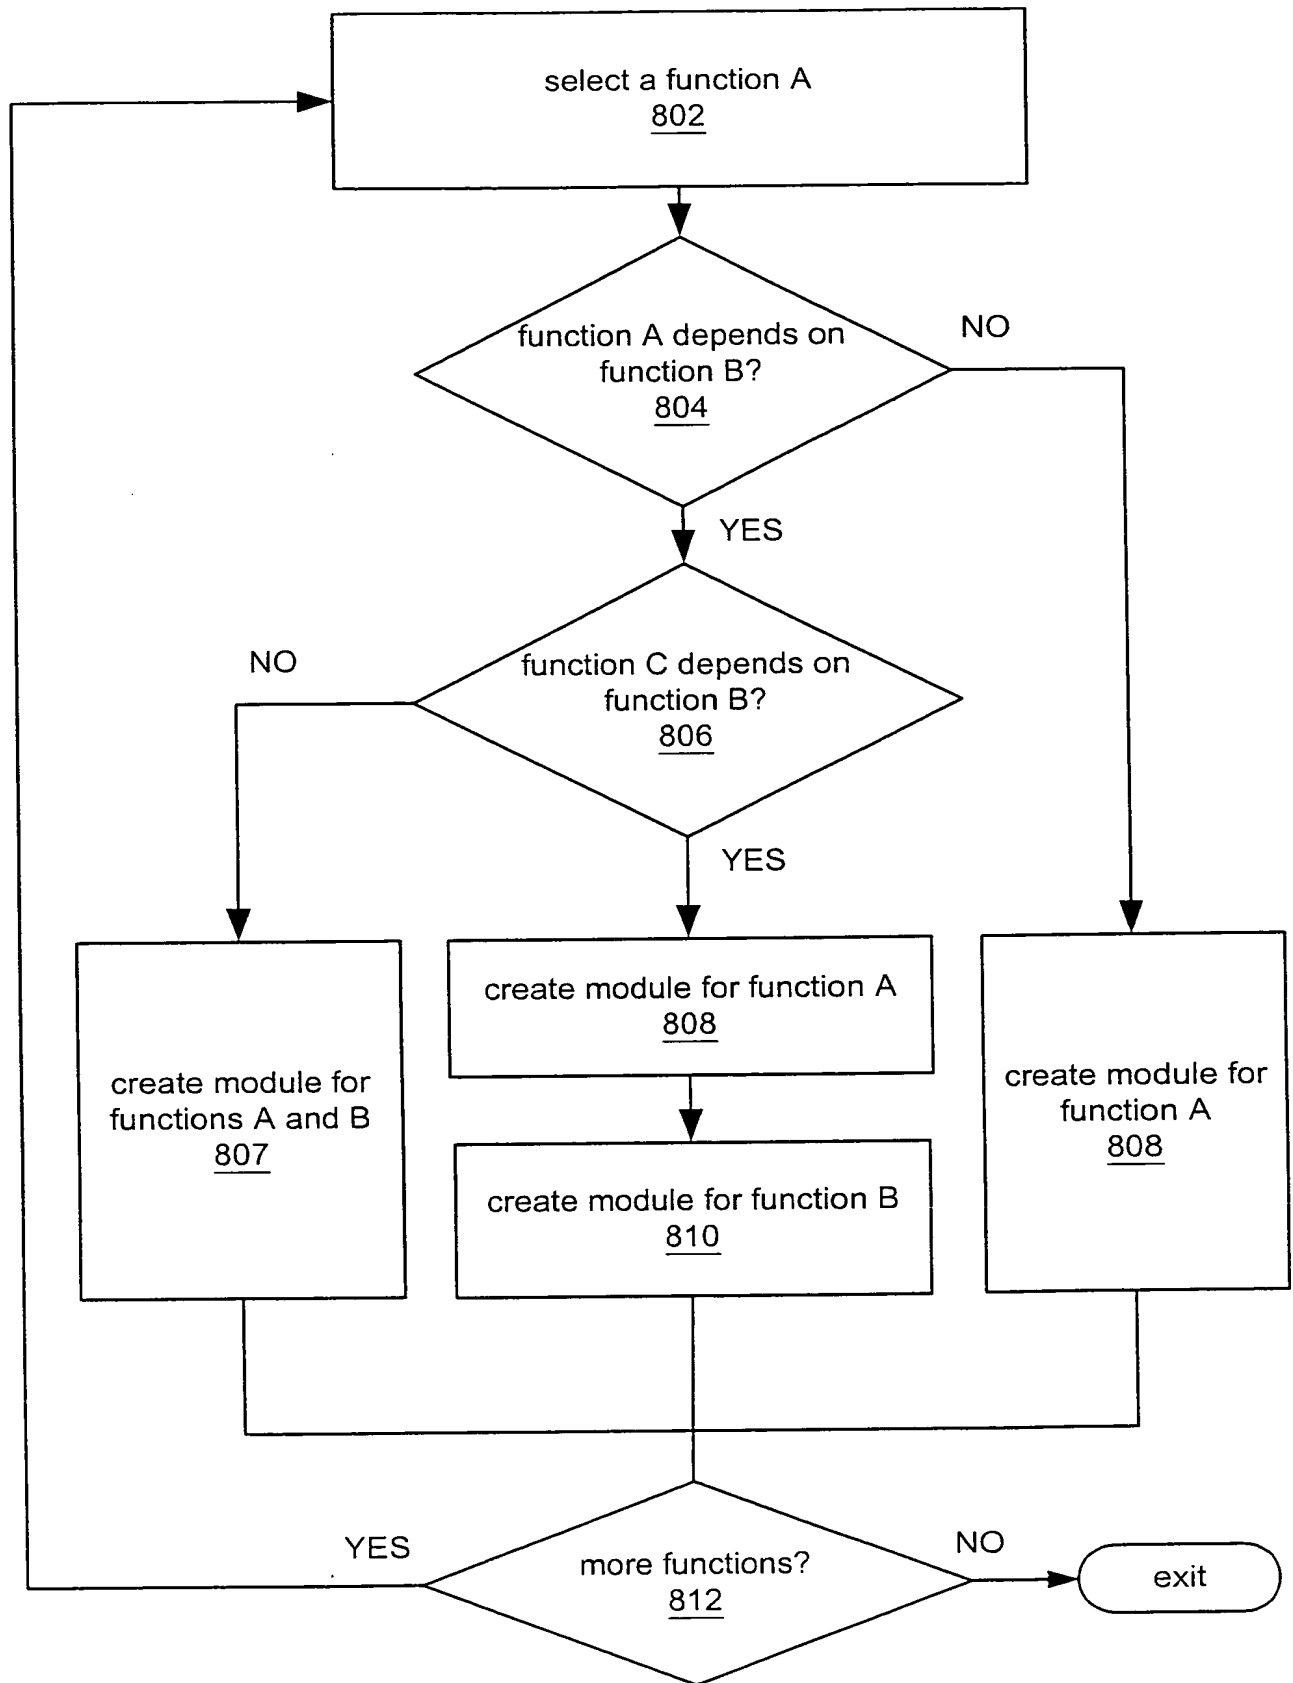 select a function A
802
function A depends on
function B?
804
NO
YES
function C depends on
function B?
806
NO
YES
create module for
functions A and B
807
create module for function A
808
create module for function B
810
create module for
function A
808
more functions?
812
YES
NO
exit